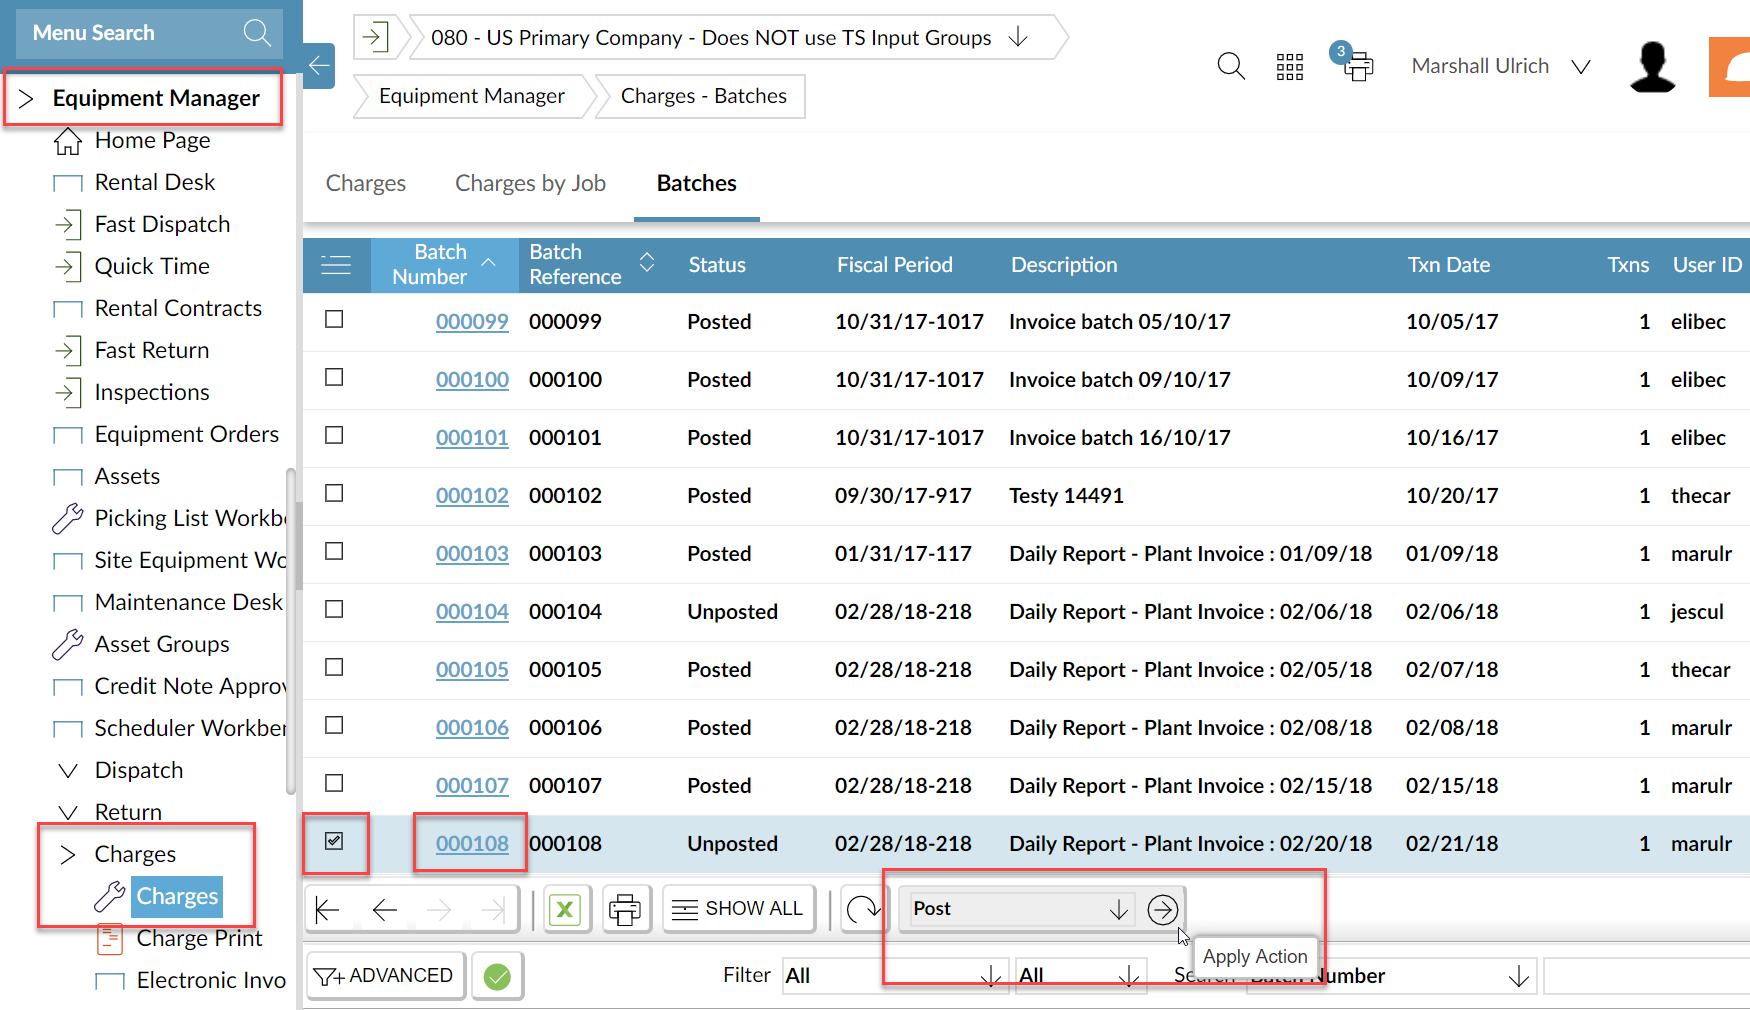 Menu Search
Equipment Manager
Home Page
Rental Desk
Fast Dispatch
Quick Time
Rental Contracts
Fast Return
Inspections
Equipment Orders
Assets
Picking List Workb
Site Equipment Wo
Maintenance Desk
Asset Groups
Credit Note Approv
Scheduler Workben
Dispatch
Return
Charges
Charges
Charge Print
Electronic Invo
080 - US Primary Company - Does NOT use TS Input Groups
3
Marshall Ulrich
Equipment Manager Charges - Batches
Charges Charges by Job Batches
Batch Number Batch Reference Status Fiscal Period Description Txn Date Txns User ID
000099 000099 Posted 10/31/17-1017 Invoice batch 05/10/17 10/05/17 1 elibec
000100 000100 Posted 10/31/17-1017 Invoice batch 09/10/17 10/09/17 1 elibec
000101 000101 Posted 10/31/17-1017 Invoice batch 16/10/17 10/16/17 1 elibec
000102 000102 Posted 09/30/17-917 Testy 14491 10/20/17 1 thecar
000103 000103 Posted 01/31/17-117 Daily Report - Plant Invoice : 01/09/18 01/09/18 1 marulr
000104 000104 Unposted 02/28/18-218 Daily Report - Plant Invoice : 02/06/18 02/06/18 1 jescul
000105 000105 Posted 02/28/18-218 Daily Report - Plant Invoice : 02/05/18 02/07/18 1 thecar
000106 000106 Posted 02/28/18-218 Daily Report - Plant Invoice : 02/08/18 02/08/18 1 marulr
000107 000107 Posted 02/28/18-218 Daily Report - Plant Invoice : 02/15/18 02/15/18 1 marulr
000108 000108 Unposted 02/28/18-218 Daily Report - Plant Invoice : 02/20/18 02/21/18 1 marulr
X SHOW ALL Post
Apply Action
ADVANCED Filter All All Search Batch Number